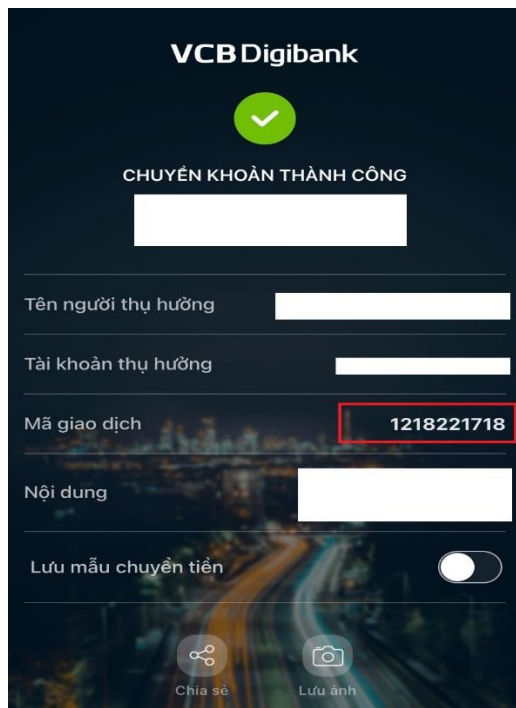 VCB Digibank
CHUYỂN KHOẢN THÀNH CÔNG
Tên người thụ hưởng
Tài khoản thụ hưởng
Mã giao dịch 1218221718
Nội dung
Lưu mẫu chuyển tiền
Chia sẻ Lưu ảnh